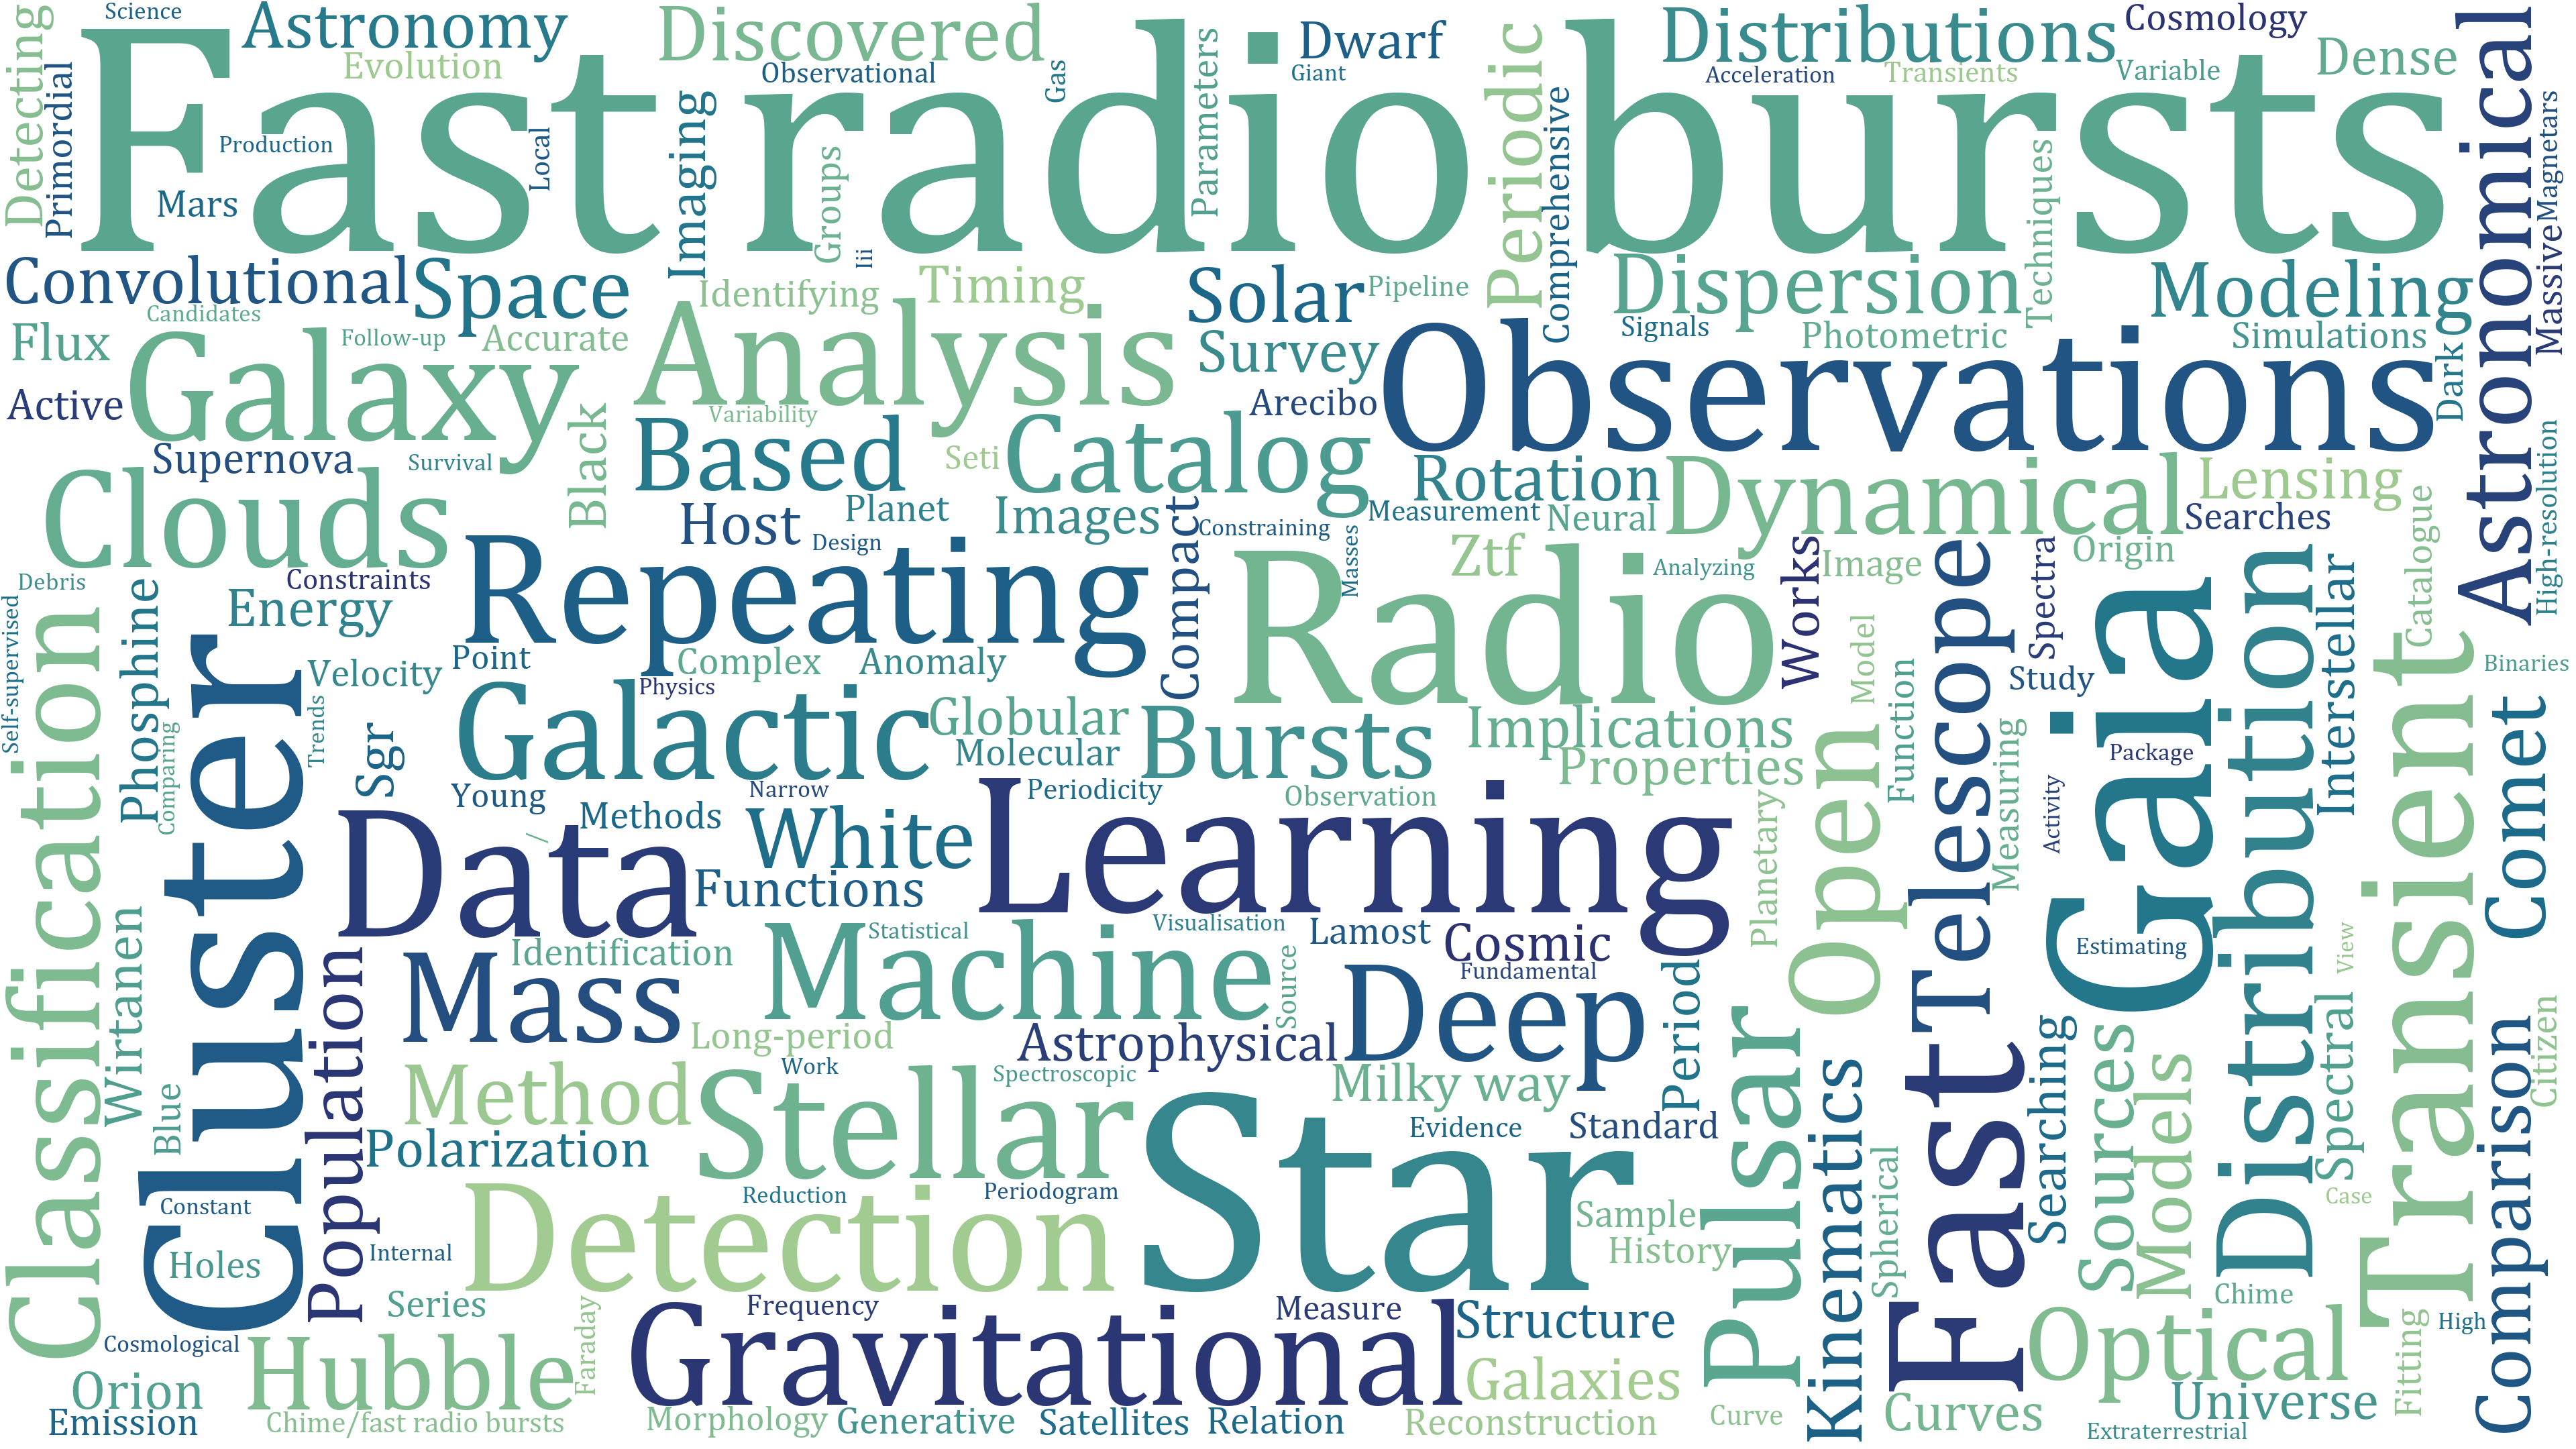 Science
Astronomy
Discovered
Dwarf
Distributions
Cosmology
Detecting
Primordial
Evolution
Observational
Gas
Parameters
Giant
Periodic
Acceleration
Transients
Variable
Dense
Astronomical
Fast radio bursts
Production
Local
Mars
Imaging
Groups
Iii
Comprehensive
Techniques
Magnetars
Massive
Convolutional
Space
Identifying
Timing
Solar
Pipeline
Dispersion
Modeling
Candidates
Flux
Follow-up
Accurate
Analysis
Survey
Signals
Photometric
Simulations
Galaxy
Active
Variability
Arecibo
Observations
Dark
High-resolution
Supernova
Survival
Black
Based
Seti
Catalog
Rotation
Dynamical
Lensing
Clouds
Host
Planet
Images
Compact
Constraining
Measurement
Neural
Searches
Catalogue
Design
Debris
Constraints
Repeating
Masses
Ztf
Analyzing
Works
Image
Spectra
Origin
Self-supervised
Classification
Phosphine
Energy
Radio
Telescope
Gaia
Distribution
Interstellar
Binaries
Cluster
Velocity
Point
Complex
Anomaly
Model
Function
Study
Transient
Comet
Comparing
Trends
Sgr
Physics
Galactic
Globular
Molecular
Bursts
Implications
Properties
Open
Measuring
Package
Young
Narrow
Periodicity
Observation
Planetary
Activity
/
Methods
Data
White
Learning
Functions
Wirtanen
Population
Identification
Statistical
Visualisation
Lamost
Cosmic
Estimating
View
Mass
Machine
Source
Fundamental
Deep
Period
Long-period
Astrophysical
Pulsar
Fast
Searching
Sources
Models
Spectral
Citizen
Comparison
Blue
Work
Spectroscopic
Method
Stellar
Milky way
Kinematics
Star
Evidence
Standard
Polarization
Spherical
Constant
Detection
Reduction
Periodogram
Sample
Case
Holes
Internal
History
Series
Faraday
Frequency
Measure
Structure
Chime
High
Fitting
Cosmological
Hubble
Gravitational
Optical
Orion
Galaxies
Universe
Emission
Chime/fast radio bursts
Morphology
Generative
Satellites
Relation
Reconstruction
Curve
Curves
Extraterrestrial